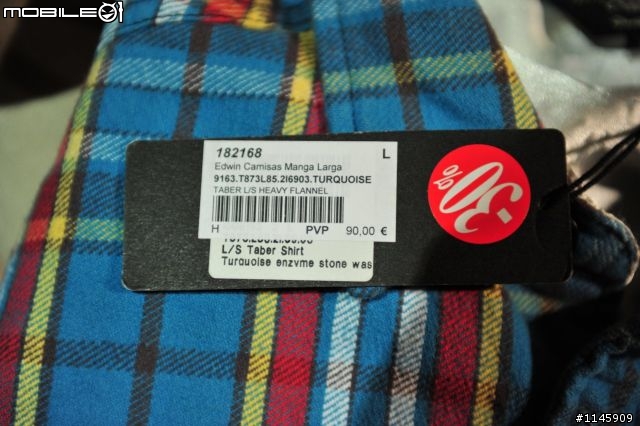 MOBILE01
182168 L
Edwin Camisas Manga Larga
9163.T873L85.2I6903.TURQUOISE
TABER L/S HEAVY FLANNEL
H PVP 90,00 €
-30%
L/S Taber Shirt
Turquoise enzyme stone was
#1145909